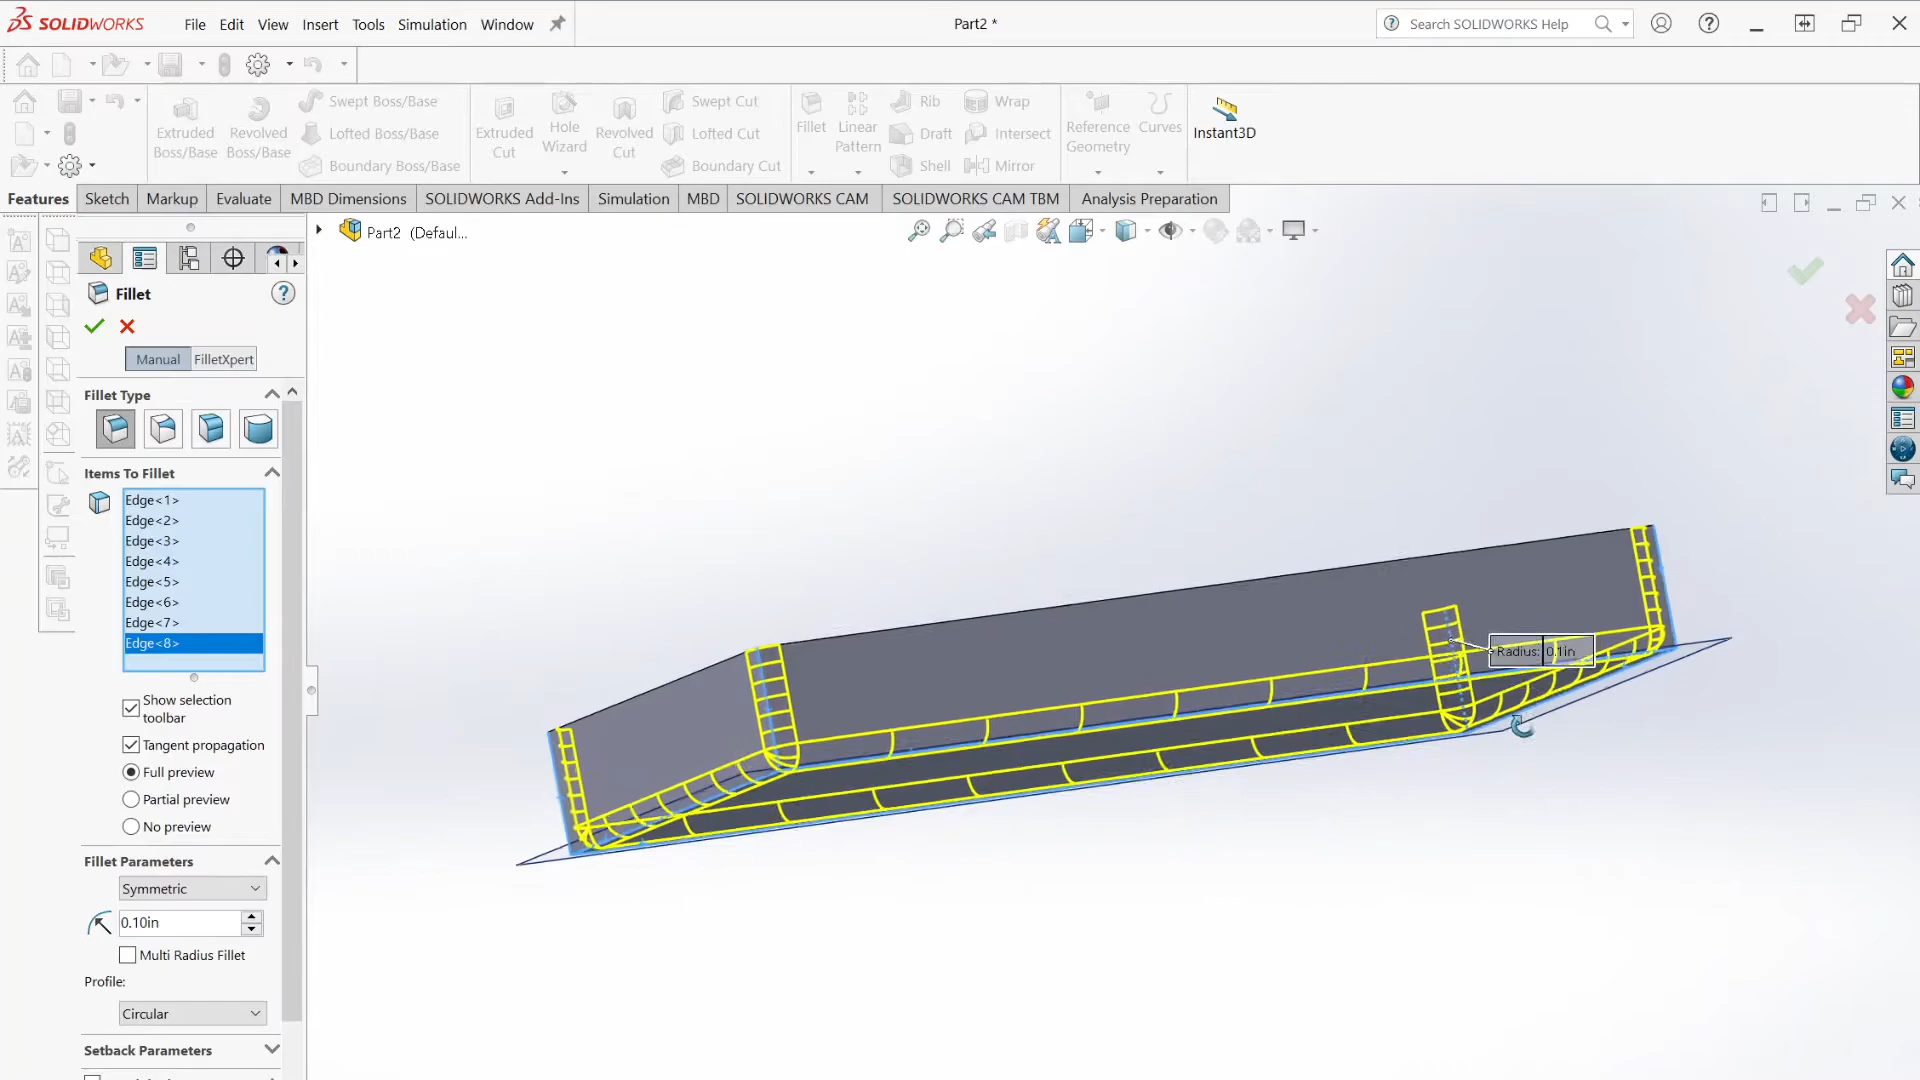 SOLIDWORKS File Edit View Insert Tools Simulation Window Part2 * Search SOLIDWORKS Help
Extruded Boss/Base
Revolved Boss/Base
Swept Boss/Base
Lofted Boss/Base
Boundary Boss/Base
Extruded Cut
Hole Wizard
Revolved Cut
Swept Cut
Lofted Cut
Boundary Cut
Fillet
Linear Pattern
Rib
Draft
Shell
Wrap
Intersect
Mirror
Reference Geometry
Curves
Instant3D
Features Sketch Markup Evaluate MBD Dimensions SOLIDWORKS Add-Ins Simulation MBD SOLIDWORKS CAM SOLIDWORKS CAM TBM Analysis Preparation
Part2 (Defaul...
Fillet
Manual FilletXpert
Fillet Type
Items To Fillet
Edge<1>
Edge<2>
Edge<3>
Edge<4>
Edge<5>
Edge<6>
Edge<7>
Edge<8>
Radius: 0.1in
Show selection
toolbar
Tangent propagation
Full preview
Partial preview
No preview
Fillet Parameters
Symmetric
0.10in
Multi Radius Fillet
Profile:
Circular
Setback Parameters